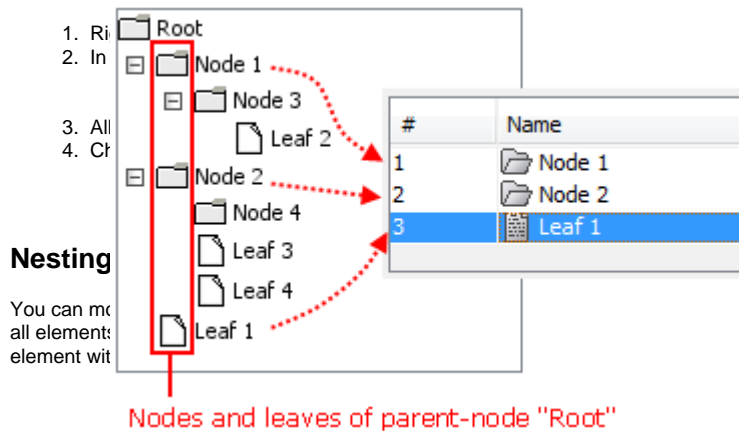 Root
1. Ri
2. In
Node 1
Node 3
3. All
# Name
Leaf 2
4. Ch
1 Node 1
Node 2
2 Node 2
Node 4
3 Leaf 1
Nesting
Leaf 3
Leaf 4
You can mo
all elements
Leaf 1
element wit
Nodes and leaves of parent-node "Root"